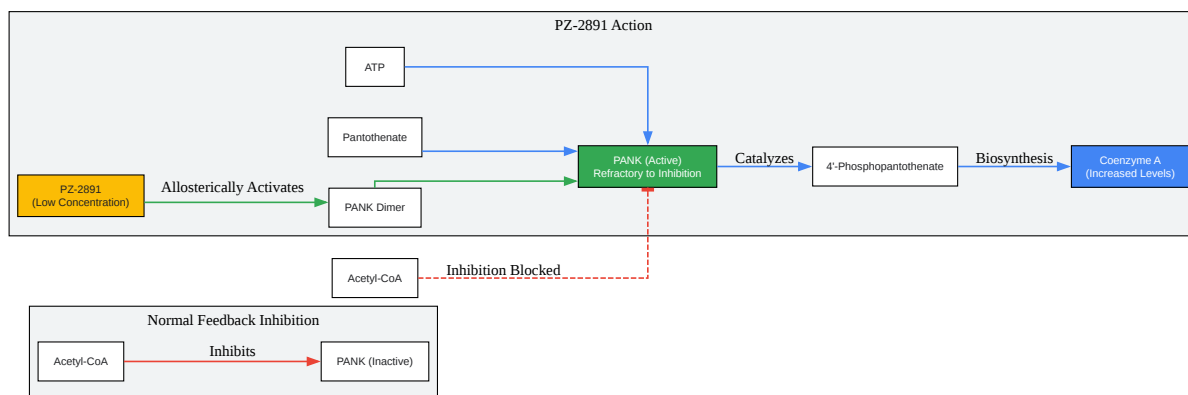 PZ-2891 Action
ATP
Pantothenate
PANK (Active)
Refractory to Inhibition
Catalyzes
4'-Phosphopantothenate
Biosynthesis
Coenzyme A
(Increased Levels)
PZ-2891
(Low Concentration)
Allosterically Activates
PANK Dimer
Acetyl-CoA
Inhibition Blocked
Normal Feedback Inhibition
Acetyl-CoA
Inhibits
PANK (Inactive)